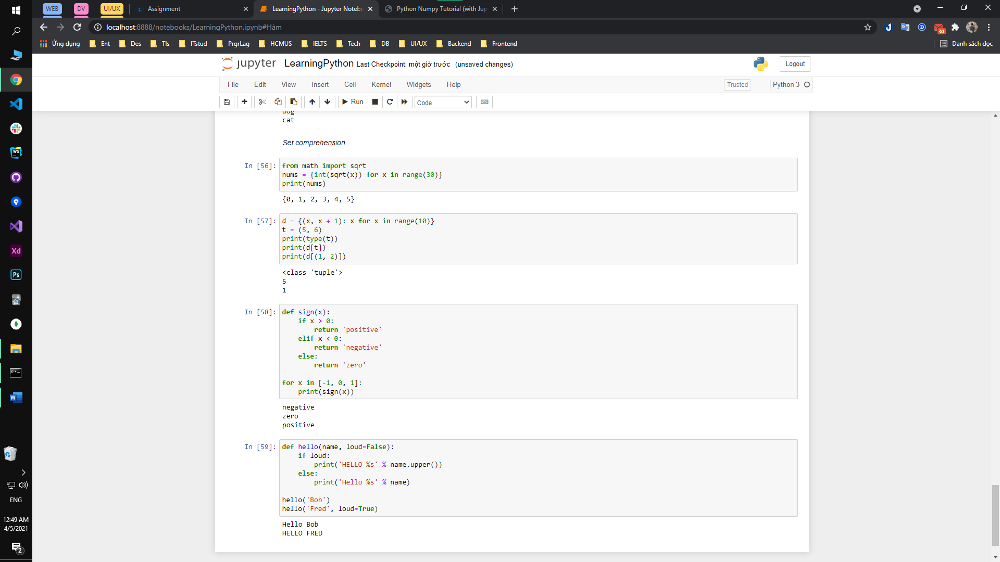 WEB
DV
UI/UX
Assignment
LearningPython - Jupyter Noteb
Python Numpy Tutorial (with Jup
localhost:8888/notebooks/LearningPython.ipynb#Hàm
30
Ứng dụng
Ent
Des
Tls
ITstud
PrgrLag
HCMUS
IELTS
Tech
DB
UI/UX
Backend
Frontend
Danh sách đọc
jupyter
LearningPython Last Checkpoint: một giờ trước (unsaved changes)
Logout
File Edit View Insert Cell Kernel Widgets Help
Trusted
Python 3
Run
Code
dog
cat
Set comprehension
In [56]:
from math import sqrt
nums = {int(sqrt(x)) for x in range(30)}
print(nums)
{0, 1, 2, 3, 4, 5}
In [57]:
d = {(x, x + 1): x for x in range(10)}
t = (5, 6)
print(type(t))
print(d[t])
print(d[(1, 2)])
<class 'tuple'>
5
1
In [58]:
def sign(x):
    if x > 0:
        return 'positive'
    elif x < 0:
        return 'negative'
    else:
        return 'zero'
for x in [-1, 0, 1]:
    print(sign(x))
negative
zero
positive
In [59]:
def hello(name, loud=False):
    if loud:
        print('HELLO %s' % name.upper())
    else:
        print('Hello %s' % name)
hello('Bob')
hello('Fred', loud=True)
Hello Bob
HELLO FRED
WS
Xd
Ps
W
ENG
12:49 AM
4/5/2021
2